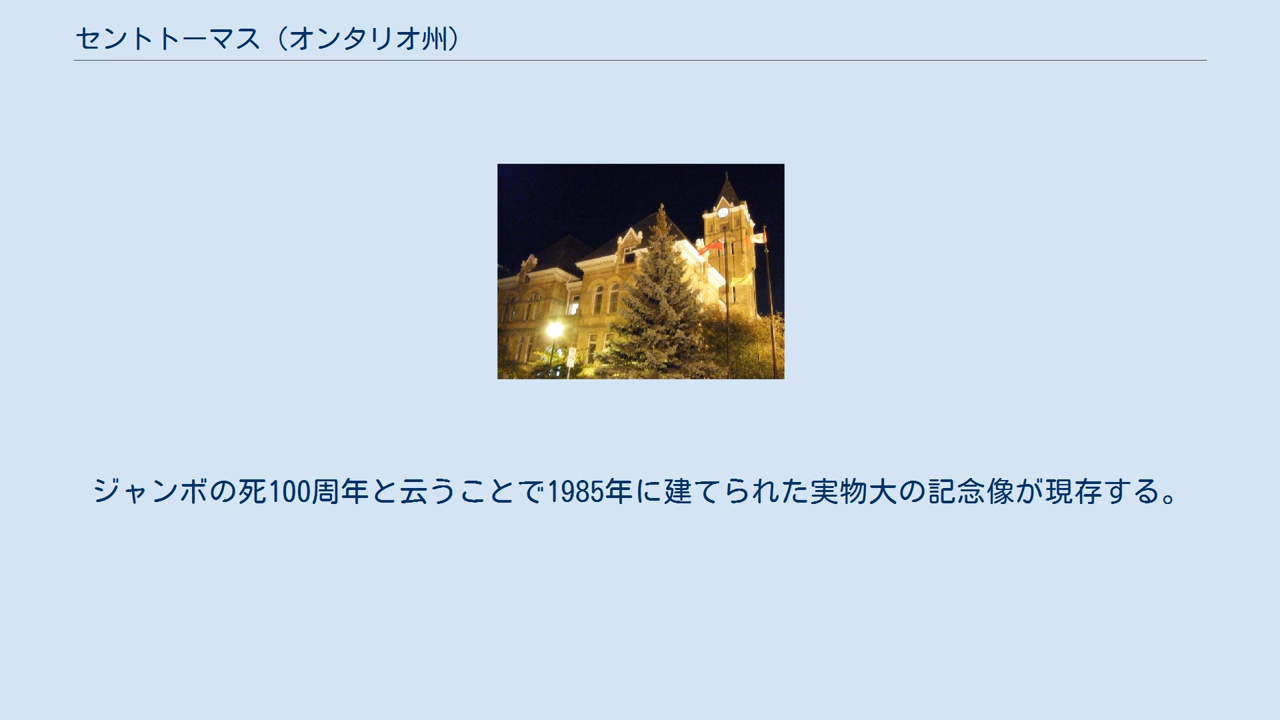 セントトーマス（オンタリオ州）
ジャンボの死100周年と云うことで1985年に建てられた実物大の記念像が現存する。